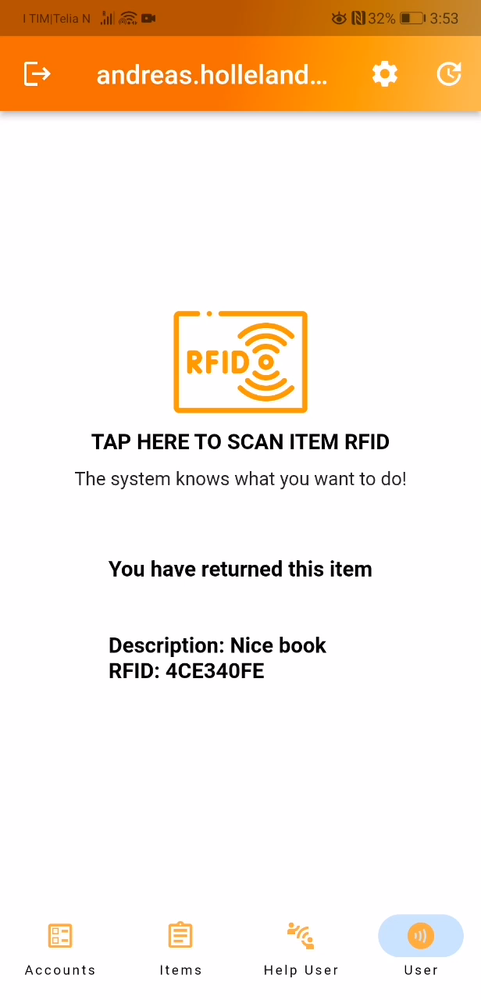 I TIM|Telia N 32% 3:53
andreas.holleland...
RFID
TAP HERE TO SCAN ITEM RFID
The system knows what you want to do!
You have returned this item
Description: Nice book
RFID: 4CE340FE
Accounts Items Help User User